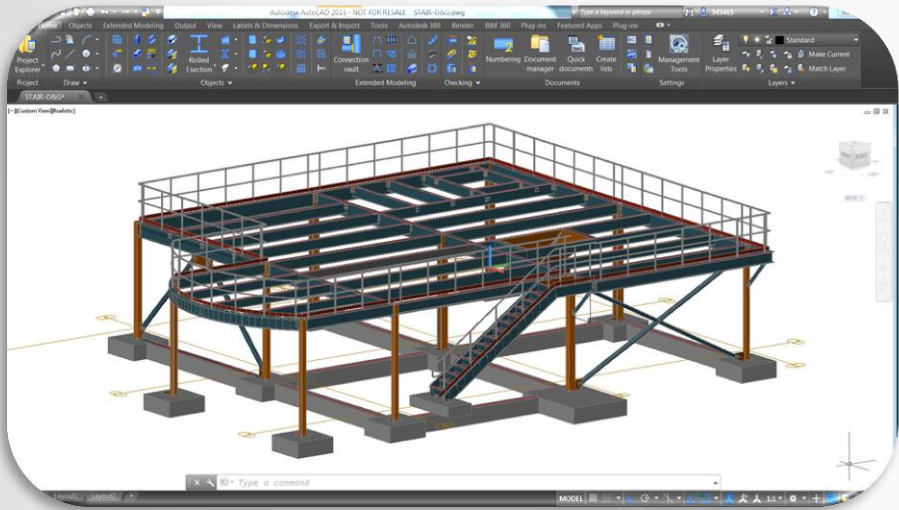 Autodesk AutoCAD 2015 - NOT FOR RESALE STAIR-O&G.dwg
Type a keyword or phrase
345465
Home Objects Extended Modeling Output View Labels & Dimensions Export & Import Tools Autodesk 360 Render BIM 360 Plug-ins Featured Apps Plug-ins
Project Explorer
Rolled I section
Connection vault
Numbering
Document manager
Quick documents
Create lists
Management Tools
Layer Properties
Standard
Make Current
Match Layer
Project Draw Objects Extended Modeling Checking Documents Settings Layers
STAIR-O&G*
[-][Custom View][Realistic]
Type a command
Layout1 Layout2
MODEL
1:1